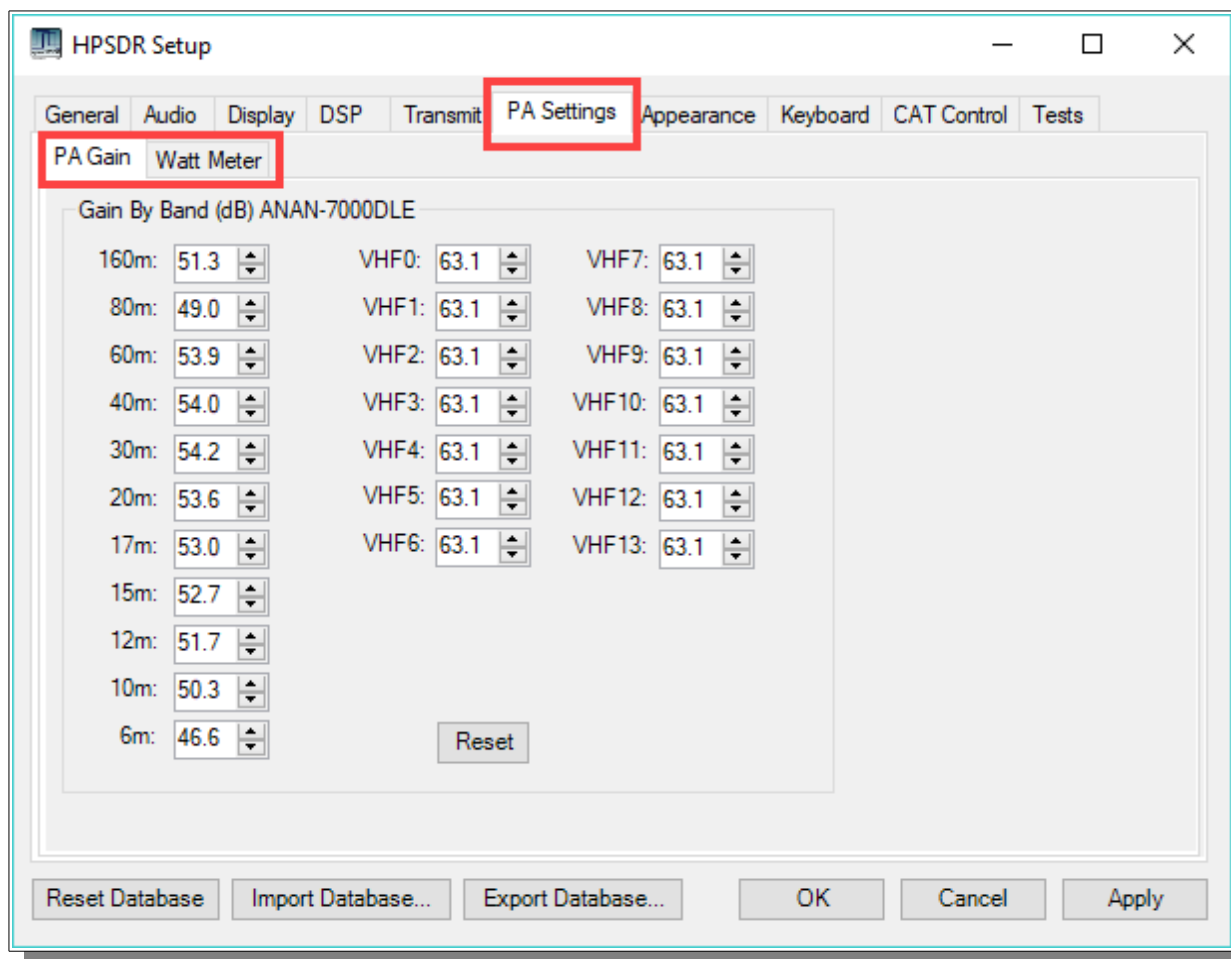 HPSDR Setup
General Audio Display DSP Transmit PA Settings Appearance Keyboard CAT Control Tests
PA Gain Watt Meter
Gain By Band (dB) ANAN-7000DLE
160m: 51.3 VHF0: 63.1 VHF7: 63.1
80m: 49.0 VHF1: 63.1 VHF8: 63.1
60m: 53.9 VHF2: 63.1 VHF9: 63.1
40m: 54.0 VHF3: 63.1 VHF10: 63.1
30m: 54.2 VHF4: 63.1 VHF11: 63.1
20m: 53.6 VHF5: 63.1 VHF12: 63.1
17m: 53.0 VHF6: 63.1 VHF13: 63.1
15m: 52.7
12m: 51.7
10m: 50.3
6m: 46.6 Reset
Reset Database Import Database... Export Database... OK Cancel Apply